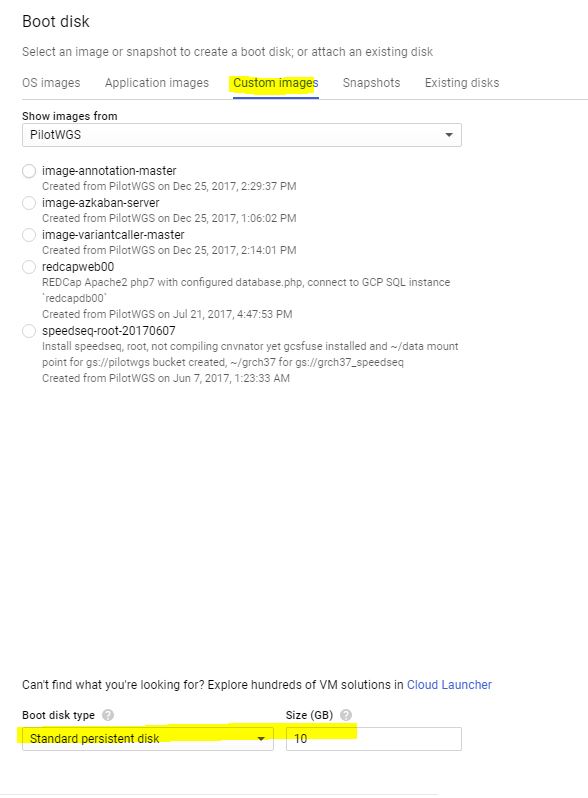 Boot disk
Select an image or snapshot to create a boot disk; or attach an existing disk
OS images Application images Custom images Snapshots Existing disks
Show images from
PilotWGS
image-annotation-master
Created from PilotWGS on Dec 25, 2017, 2:29:37 PM
image-azkaban-server
Created from PilotWGS on Dec 25, 2017, 1:06:02 PM
image-variantcaller-master
Created from PilotWGS on Dec 25, 2017, 2:14:01 PM
redcapweb00
REDCap Apache2 php7 with configured database.php, connect to GCP SQL instance
`redcapdb00`
Created from PilotWGS on Jul 21, 2017, 4:47:53 PM
speedseq-root-20170607
Install speedseq, root, not compiling cnvnator yet gcsfuse installed and ~/data mount
point for gs://pilotwgs bucket created, ~/grch37 for gs://grch37_speedseq
Created from PilotWGS on Jun 7, 2017, 1:23:33 AM
Can't find what you're looking for? Explore hundreds of VM solutions in Cloud Launcher
Boot disk type ? Size (GB) ?
Standard persistent disk 10